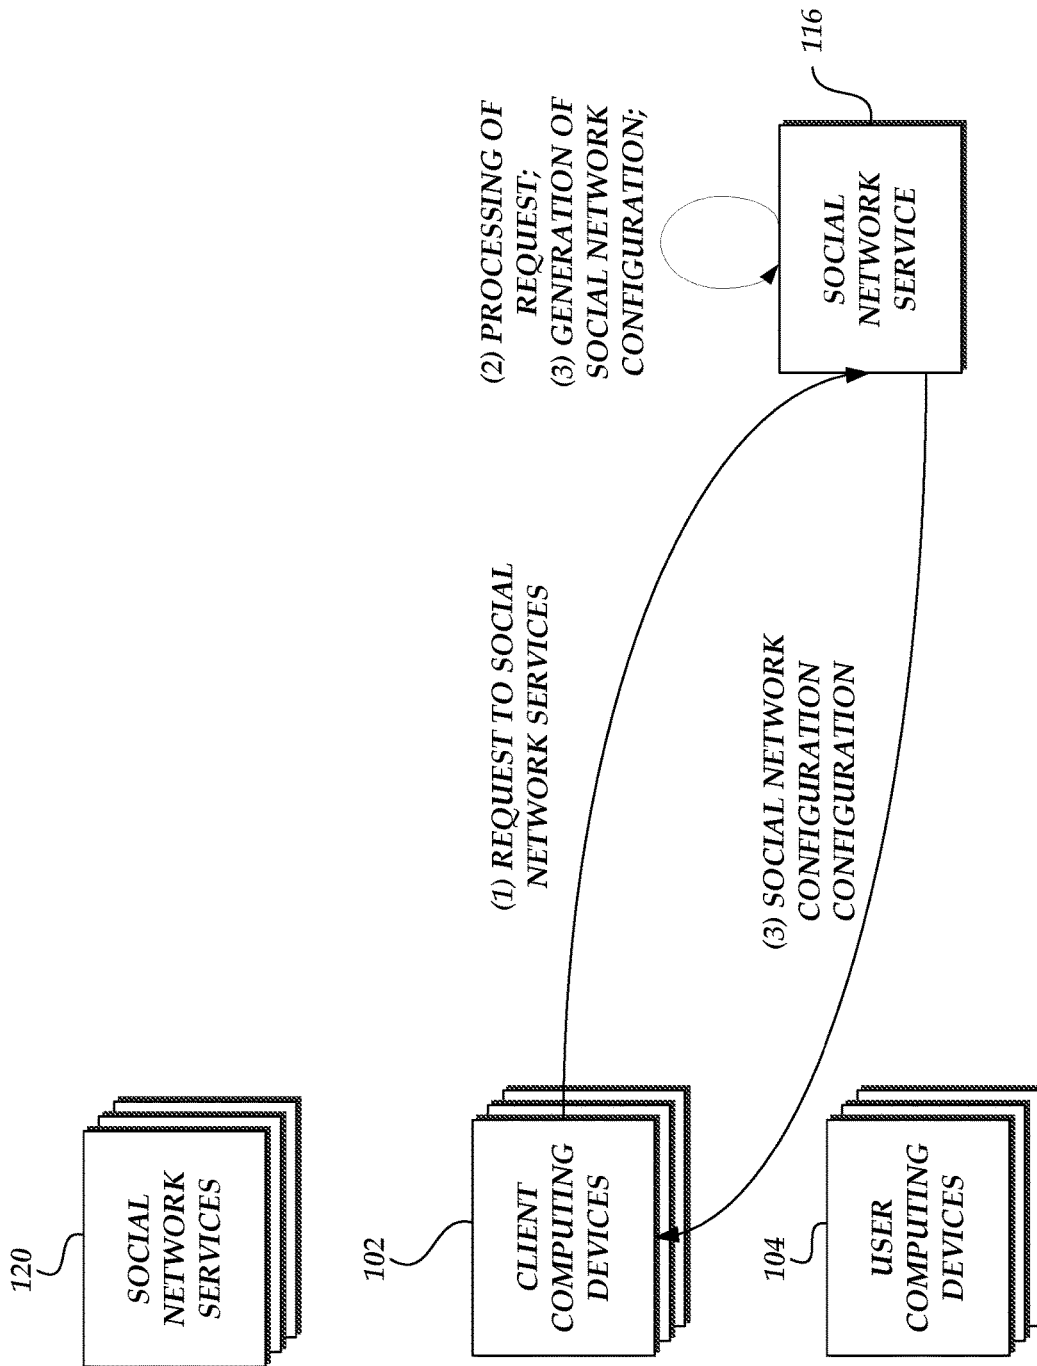 120
SOCIAL
NETWORK
SERVICES
102
CLIENT
COMPUTING
DEVICES
104
USER
COMPUTING
DEVICES
(1) REQUEST TO SOCIAL
NETWORK SERVICES
(3) SOCIAL NETWORK
CONFIGURATION
CONFIGURATION
(2) PROCESSING OF
REQUEST;
(3) GENERATION OF
SOCIAL NETWORK
CONFIGURATION;
116
SOCIAL
NETWORK
SERVICE